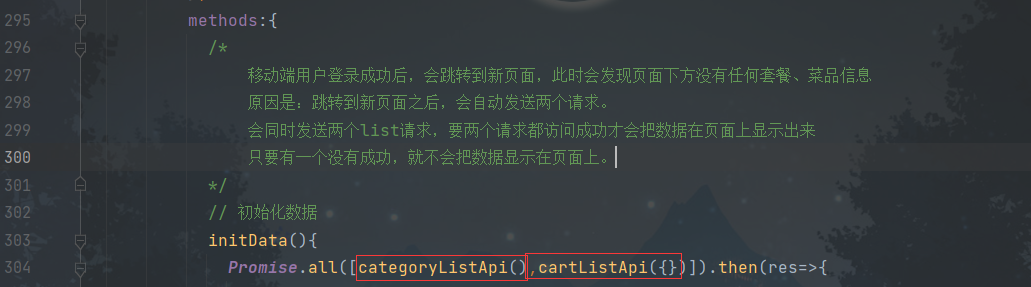 295 methods:{
296 /*
297 移动端用户登录成功后，会跳转到新页面，此时会发现页面下方没有任何套餐、菜品信息
298 原因是：跳转到新页面之后，会自动发送两个请求。
299 会同时发送两个list请求，要两个请求都访问成功才会把数据在页面上显示出来
300 只要有一个没有成功，就不会把数据显示在页面上。
301 */
302 // 初始化数据
303 initData(){
304 Promise.all([categoryListApi(),cartListApi({})]).then(res=>{